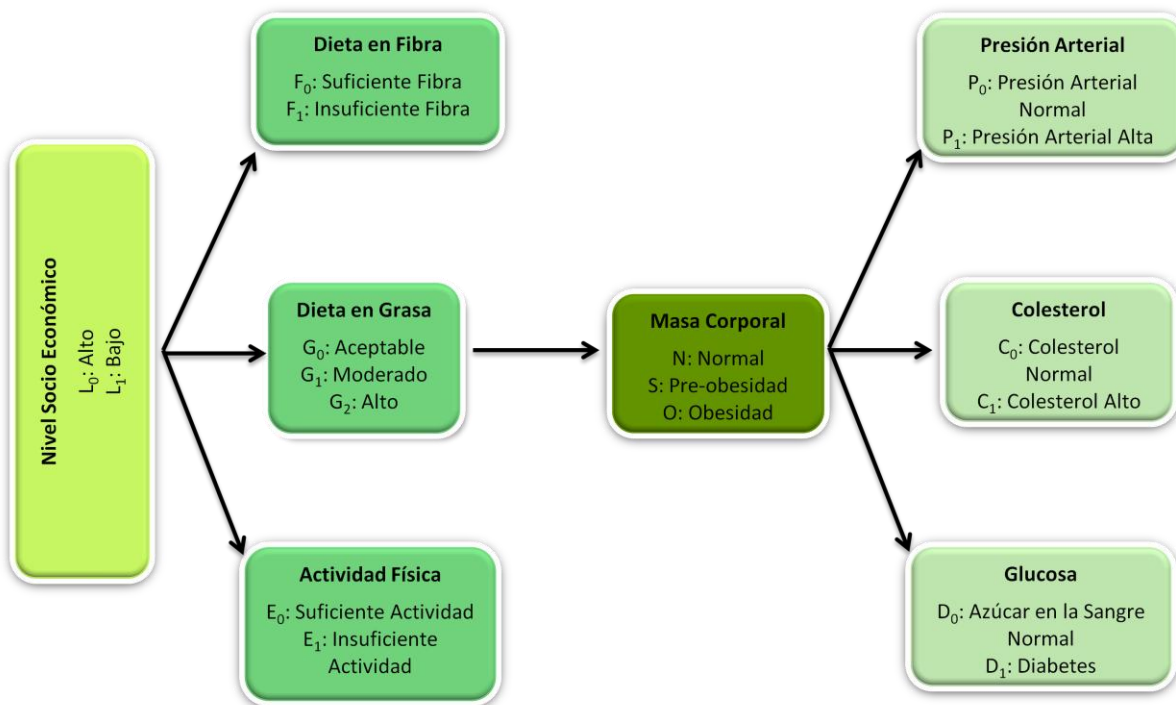 Nivel Socio Económico
L₀: Alto
L₁: Bajo
Dieta en Fibra
F₀: Suficiente Fibra
F₁: Insuficiente Fibra
Dieta en Grasa
G₀: Aceptable
G₁: Moderado
G₂: Alto
Actividad Física
E₀: Suficiente Actividad
E₁: Insuficiente
Actividad
Masa Corporal
N: Normal
S: Pre-obesidad
O: Obesidad
Presión Arterial
P₀: Presión Arterial
Normal
P₁: Presión Arterial Alta
Colesterol
C₀: Colesterol
Normal
C₁: Colesterol Alto
Glucosa
D₀: Azúcar en la Sangre
Normal
D₁: Diabetes